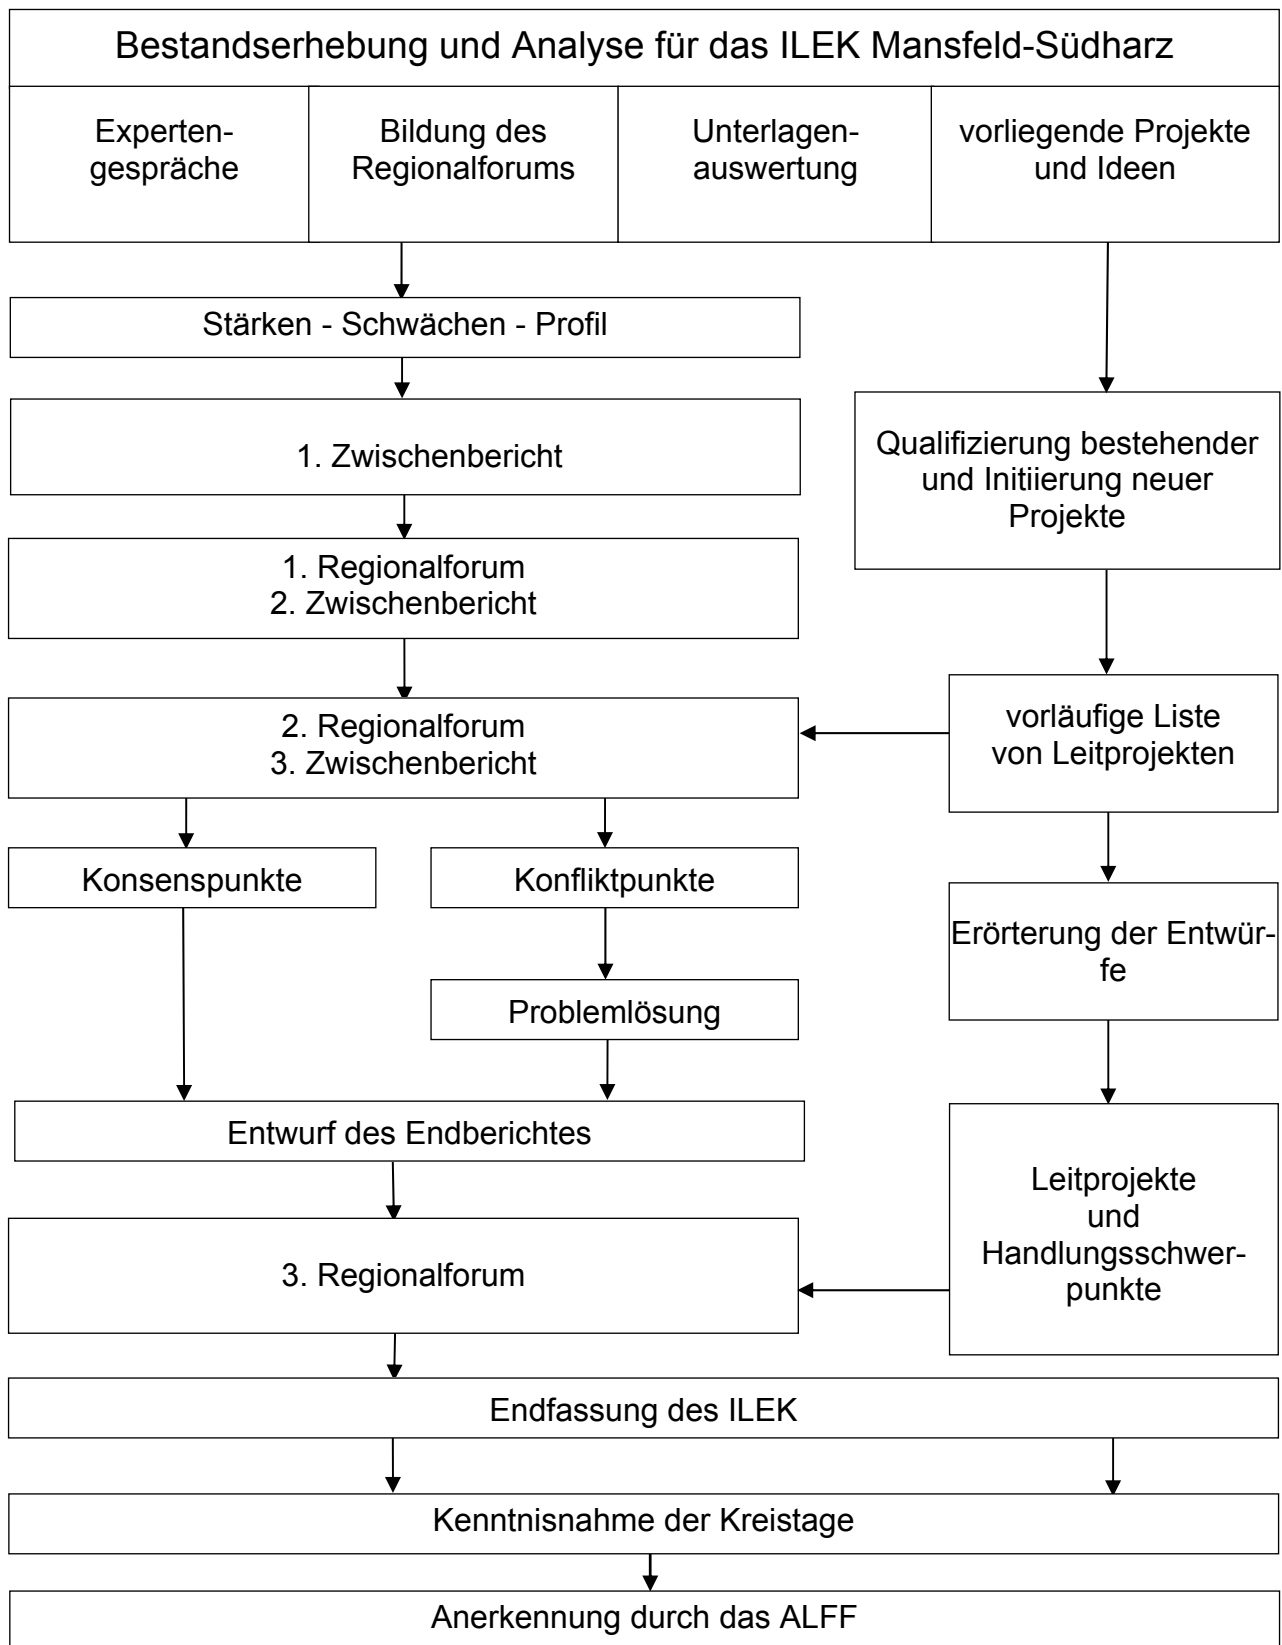 Bestandserhebung und Analyse für das ILEK Mansfeld-Südharz
Experten-
gespräche
Bildung des
Regionalforums
Unterlagen-
auswertung
vorliegende Projekte
und Ideen
Stärken - Schwächen - Profil
1. Zwischenbericht
Qualifizierung bestehender
und Initiierung neuer
Projekte
1. Regionalforum
2. Zwischenbericht
2. Regionalforum
3. Zwischenbericht
vorläufige Liste
von Leitprojekten
Konsenspunkte
Konfliktpunkte
Erörterung der Entwür-
fe
Problemlösung
Entwurf des Endberichtes
Leitprojekte
und
Handlungsschwer-
punkte
3. Regionalforum
Endfassung des ILEK
Kenntnisnahme der Kreistage
Anerkennung durch das ALFF